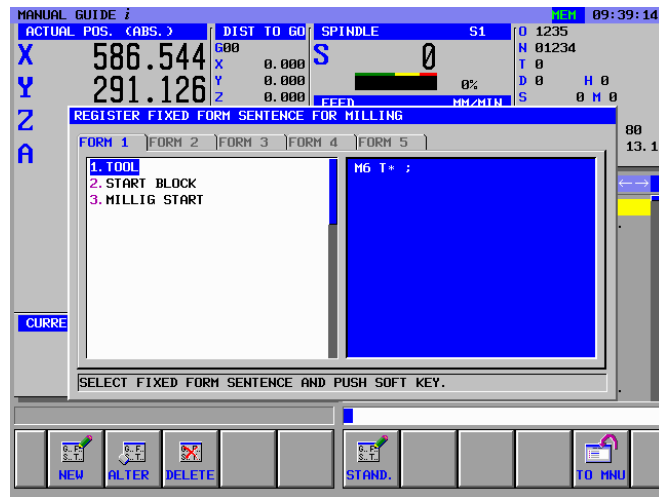 MANUAL GUIDE i MEM 09:39:14
ACTUAL POS. (ABS.) DIST TO GO SPINDLE S1 O 1235
X 586.544 G00 S 0 N 01234
X 0.000 T 0
Y 291.126 Y 0.000 0% D 0 H 0
Z 0.000 FEED MM/MIN S 0 M 0
Z REGISTER FIXED FORM SENTENCE FOR MILLING
80
A FORM 1 FORM 2 FORM 3 FORM 4 FORM 5 13.1
1. TOOL M6 T* ;
2. START BLOCK ←→
3. MILLIG START
CURRE
SELECT FIXED FORM SENTENCE AND PUSH SOFT KEY.
G.. F.. S.. T.. G.. F.. S.. T.. G.. F.. S.. T..
NEW ALTER DELETE STAND. TO MNU